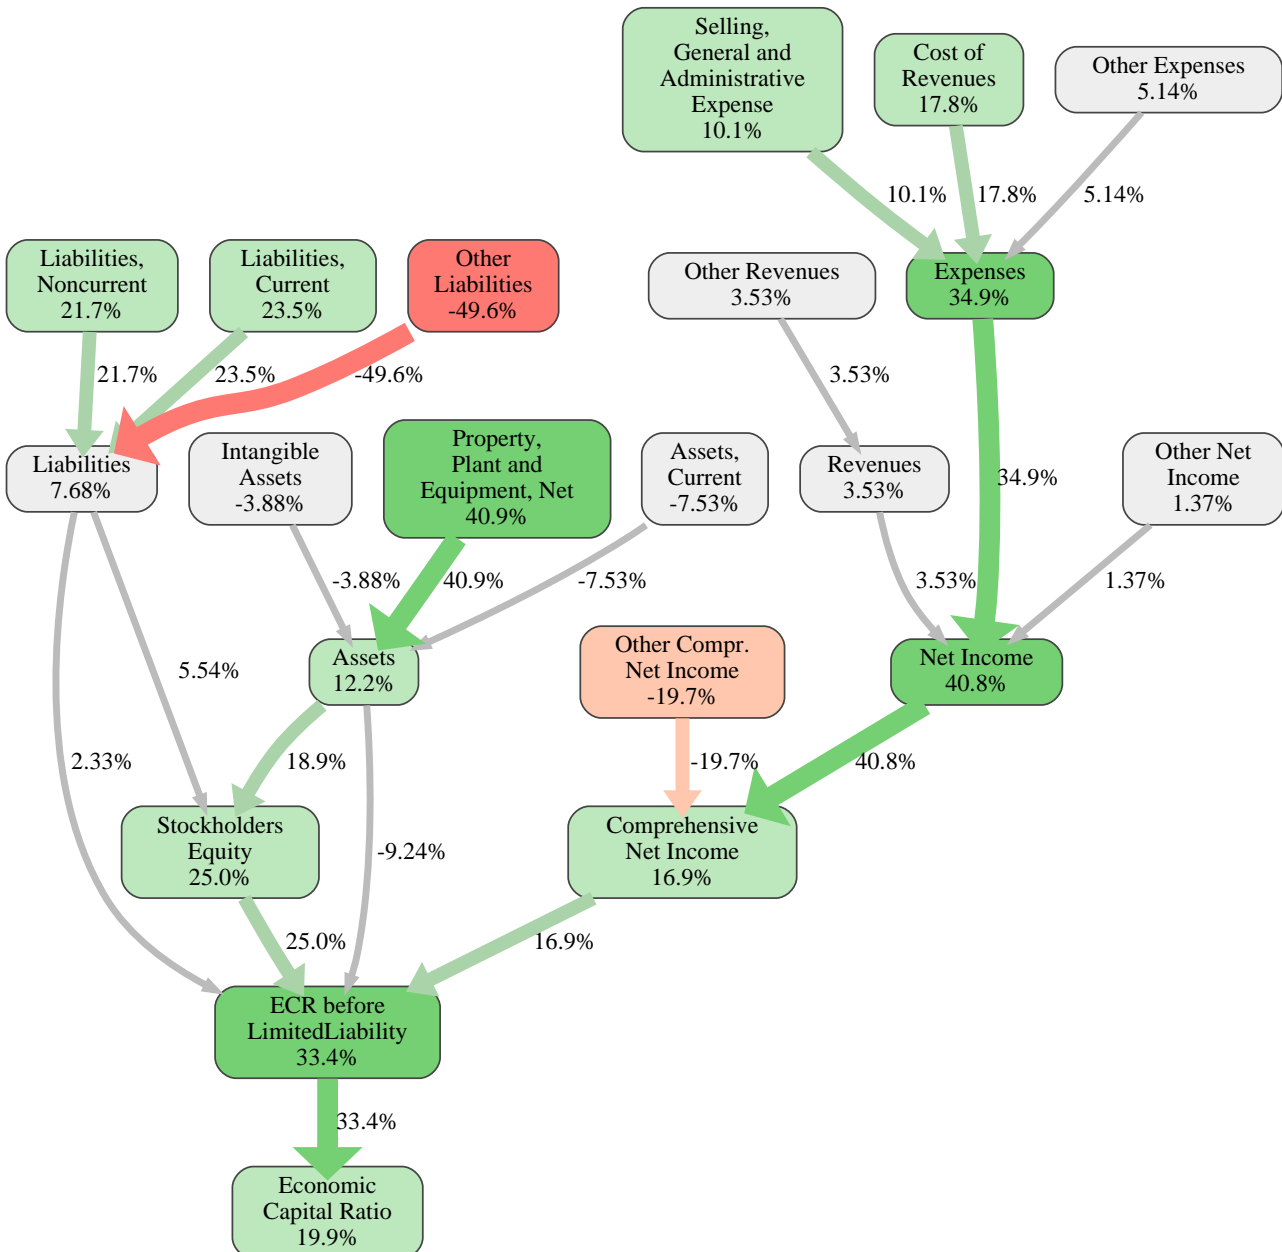 Selling,
General and
Administrative
Expense
10.1%
Cost of
Revenues
17.8%
Other Expenses
5.14%
10.1%
17.8%
5.14%
Liabilities,
Noncurrent
21.7%
Liabilities,
Current
23.5%
Other
Liabilities
-49.6%
Other Revenues
3.53%
Expenses
34.9%
21.7%
23.5%
-49.6%
3.53%
34.9%
Liabilities
7.68%
Intangible
Assets
-3.88%
Property,
Plant and
Equipment, Net
40.9%
Assets,
Current
-7.53%
Revenues
3.53%
Other Net
Income
1.37%
-3.88%
40.9%
-7.53%
3.53%
1.37%
5.54%
Assets
12.2%
Other Compr.
Net Income
-19.7%
Net Income
40.8%
2.33%
18.9%
-9.24%
-19.7%
40.8%
Stockholders
Equity
25.0%
Comprehensive
Net Income
16.9%
25.0%
16.9%
ECR before
LimitedLiability
33.4%
33.4%
Economic
Capital Ratio
19.9%